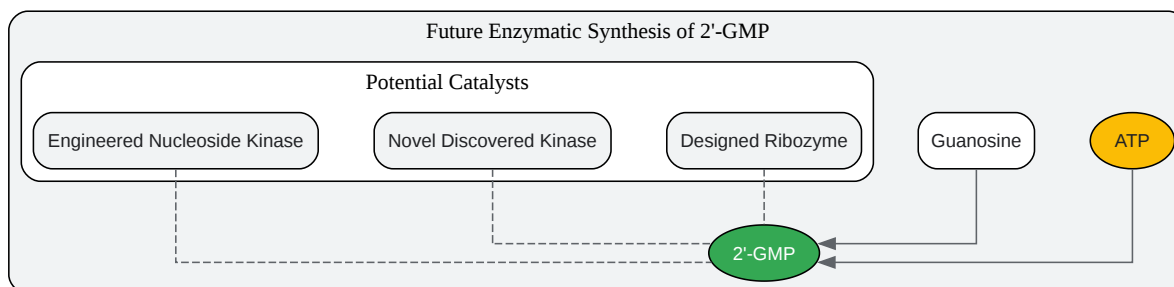 Future Enzymatic Synthesis of 2'-GMP
Potential Catalysts
Engineered Nucleoside Kinase
Novel Discovered Kinase
Designed Ribozyme
Guanosine
ATP
2'-GMP